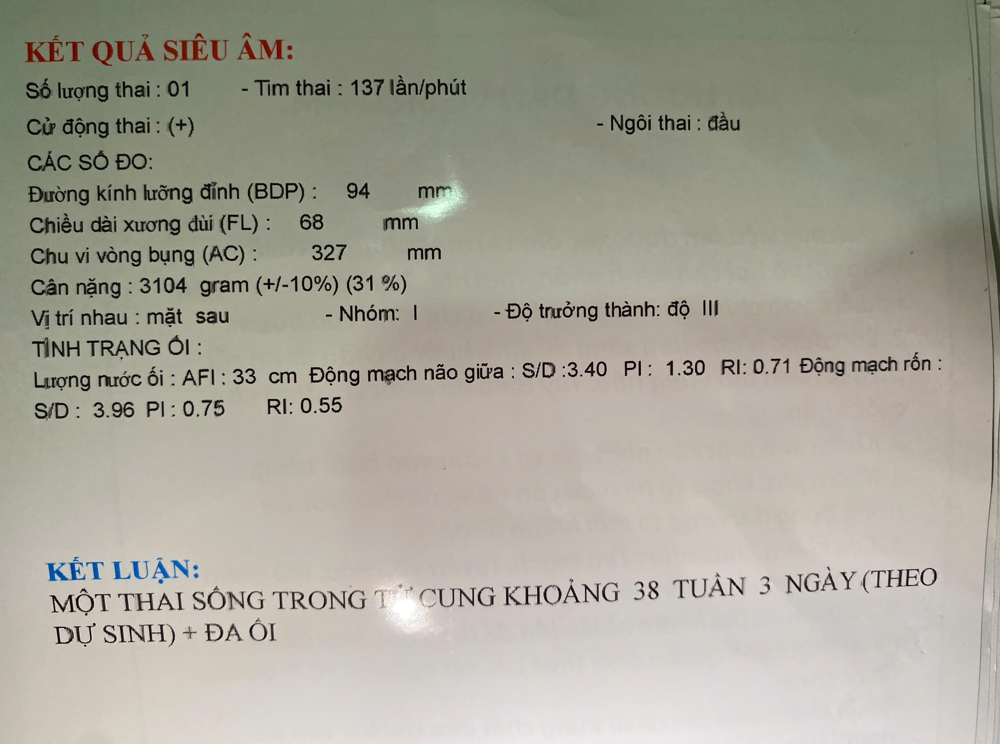 KẾT QUẢ SIÊU ÂM:
Số lượng thai : 01 - Tim thai : 137 lần/phút
Cử động thai : (+) - Ngôi thai : đầu
CÁC SỐ ĐO:
Đường kính lưỡng đỉnh (BDP) : 94 mm
Chiều dài xương đùi (FL) : 68 mm
Chu vi vòng bụng (AC) : 327 mm
Cân nặng : 3104 gram (+/-10%) (31 %)
Vị trí nhau : mặt sau - Nhóm: I - Độ trưởng thành: độ III
TÌNH TRẠNG ỐI :
Lượng nước ối : AFI : 33 cm Động mạch não giữa : S/D :3.40 PI : 1.30 RI: 0.71 Động mạch rốn :
S/D : 3.96 PI : 0.75 RI: 0.55
KẾT LUẬN:
MỘT THAI SỐNG TRONG TỬ CUNG KHOẢNG 38 TUẦN 3 NGÀY (THEO
DỰ SINH) + ĐA ỐI